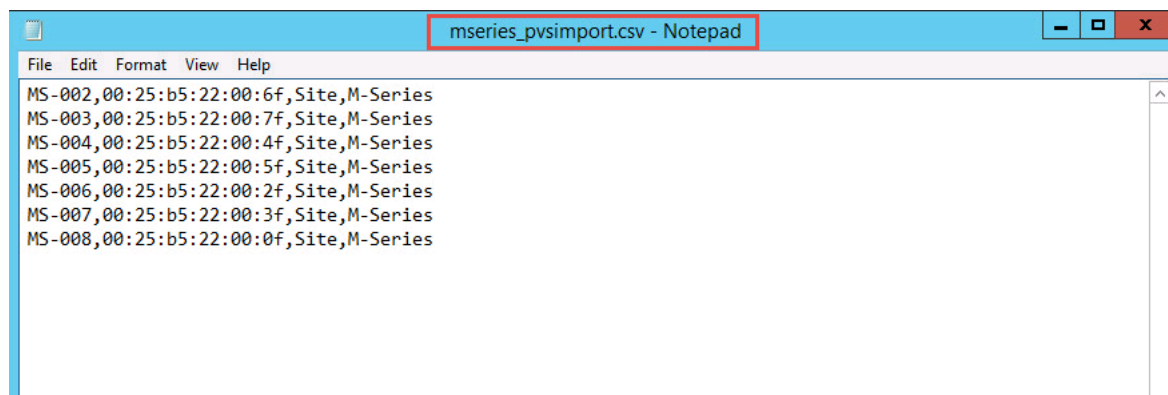 mseries_pvsimport.csv - Notepad
File Edit Format View Help
MS-002,00:25:b5:22:00:6f,Site,M-Series
MS-003,00:25:b5:22:00:7f,Site,M-Series
MS-004,00:25:b5:22:00:4f,Site,M-Series
MS-005,00:25:b5:22:00:5f,Site,M-Series
MS-006,00:25:b5:22:00:2f,Site,M-Series
MS-007,00:25:b5:22:00:3f,Site,M-Series
MS-008,00:25:b5:22:00:0f,Site,M-Series